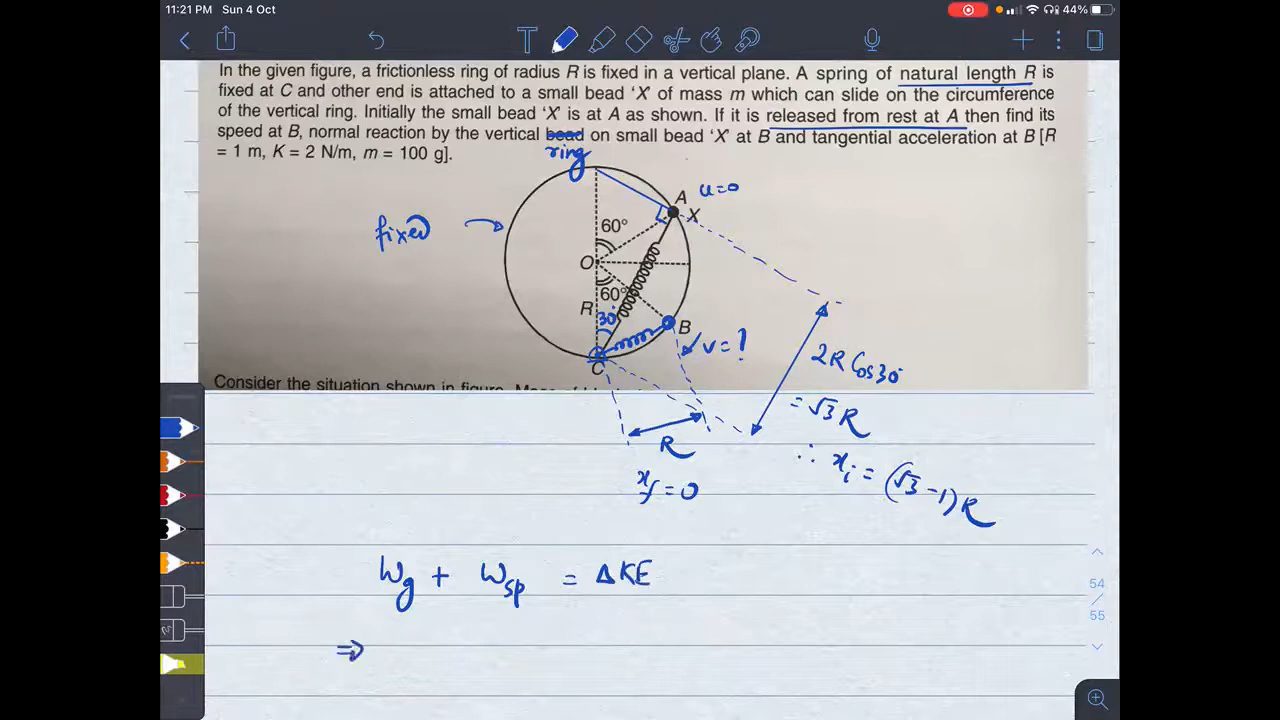 11:21 PM Sun 4 Oct
44%
In the given figure, a frictionless ring of radius R is fixed in a vertical plane. A spring of natural length R is
fixed at C and other end is attached to a small bead 'X' of mass m which can slide on the circumference
of the vertical ring. Initially the small bead 'X' is at A as shown. If it is released from rest at A then find its
speed at B, normal reaction by the vertical bead on small bead 'X' at B and tangential acceleration at B [R
= 1 m, K = 2 N/m, m = 100 g].
ring
A u=0
X
fixed
60°
O
60°
R
30°
B
v=?
C
2R Cos30°
= √3R
R
∴ xi = (√3-1)R
xf = 0
Consider the situation shown in figure.
Wg + Wsp = ΔKE
⇒
54
/
55